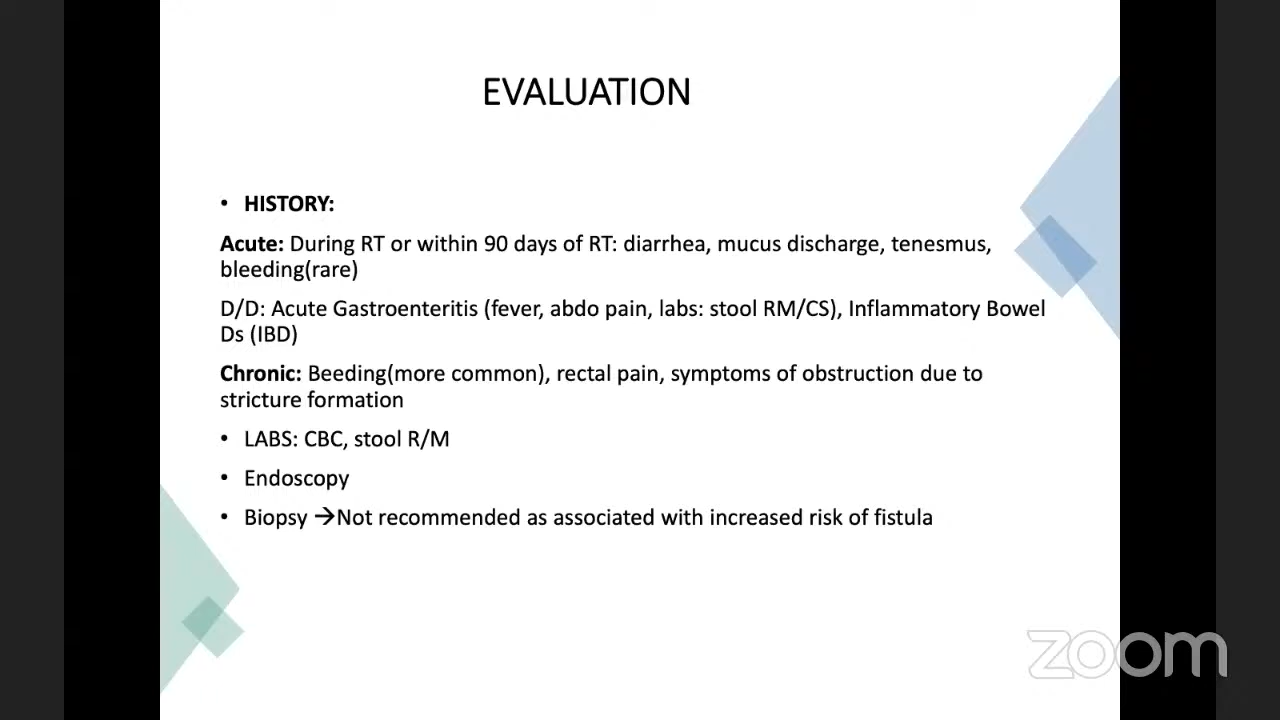 EVALUATION
• HISTORY:
Acute: During RT or within 90 days of RT: diarrhea, mucus discharge, tenesmus,
bleeding(rare)
D/D: Acute Gastroenteritis (fever, abdo pain, labs: stool RM/CS), Inflammatory Bowel
Ds (IBD)
Chronic: Beeding(more common), rectal pain, symptoms of obstruction due to
stricture formation
• LABS: CBC, stool R/M
• Endoscopy
• Biopsy →Not recommended as associated with increased risk of fistula
zoom